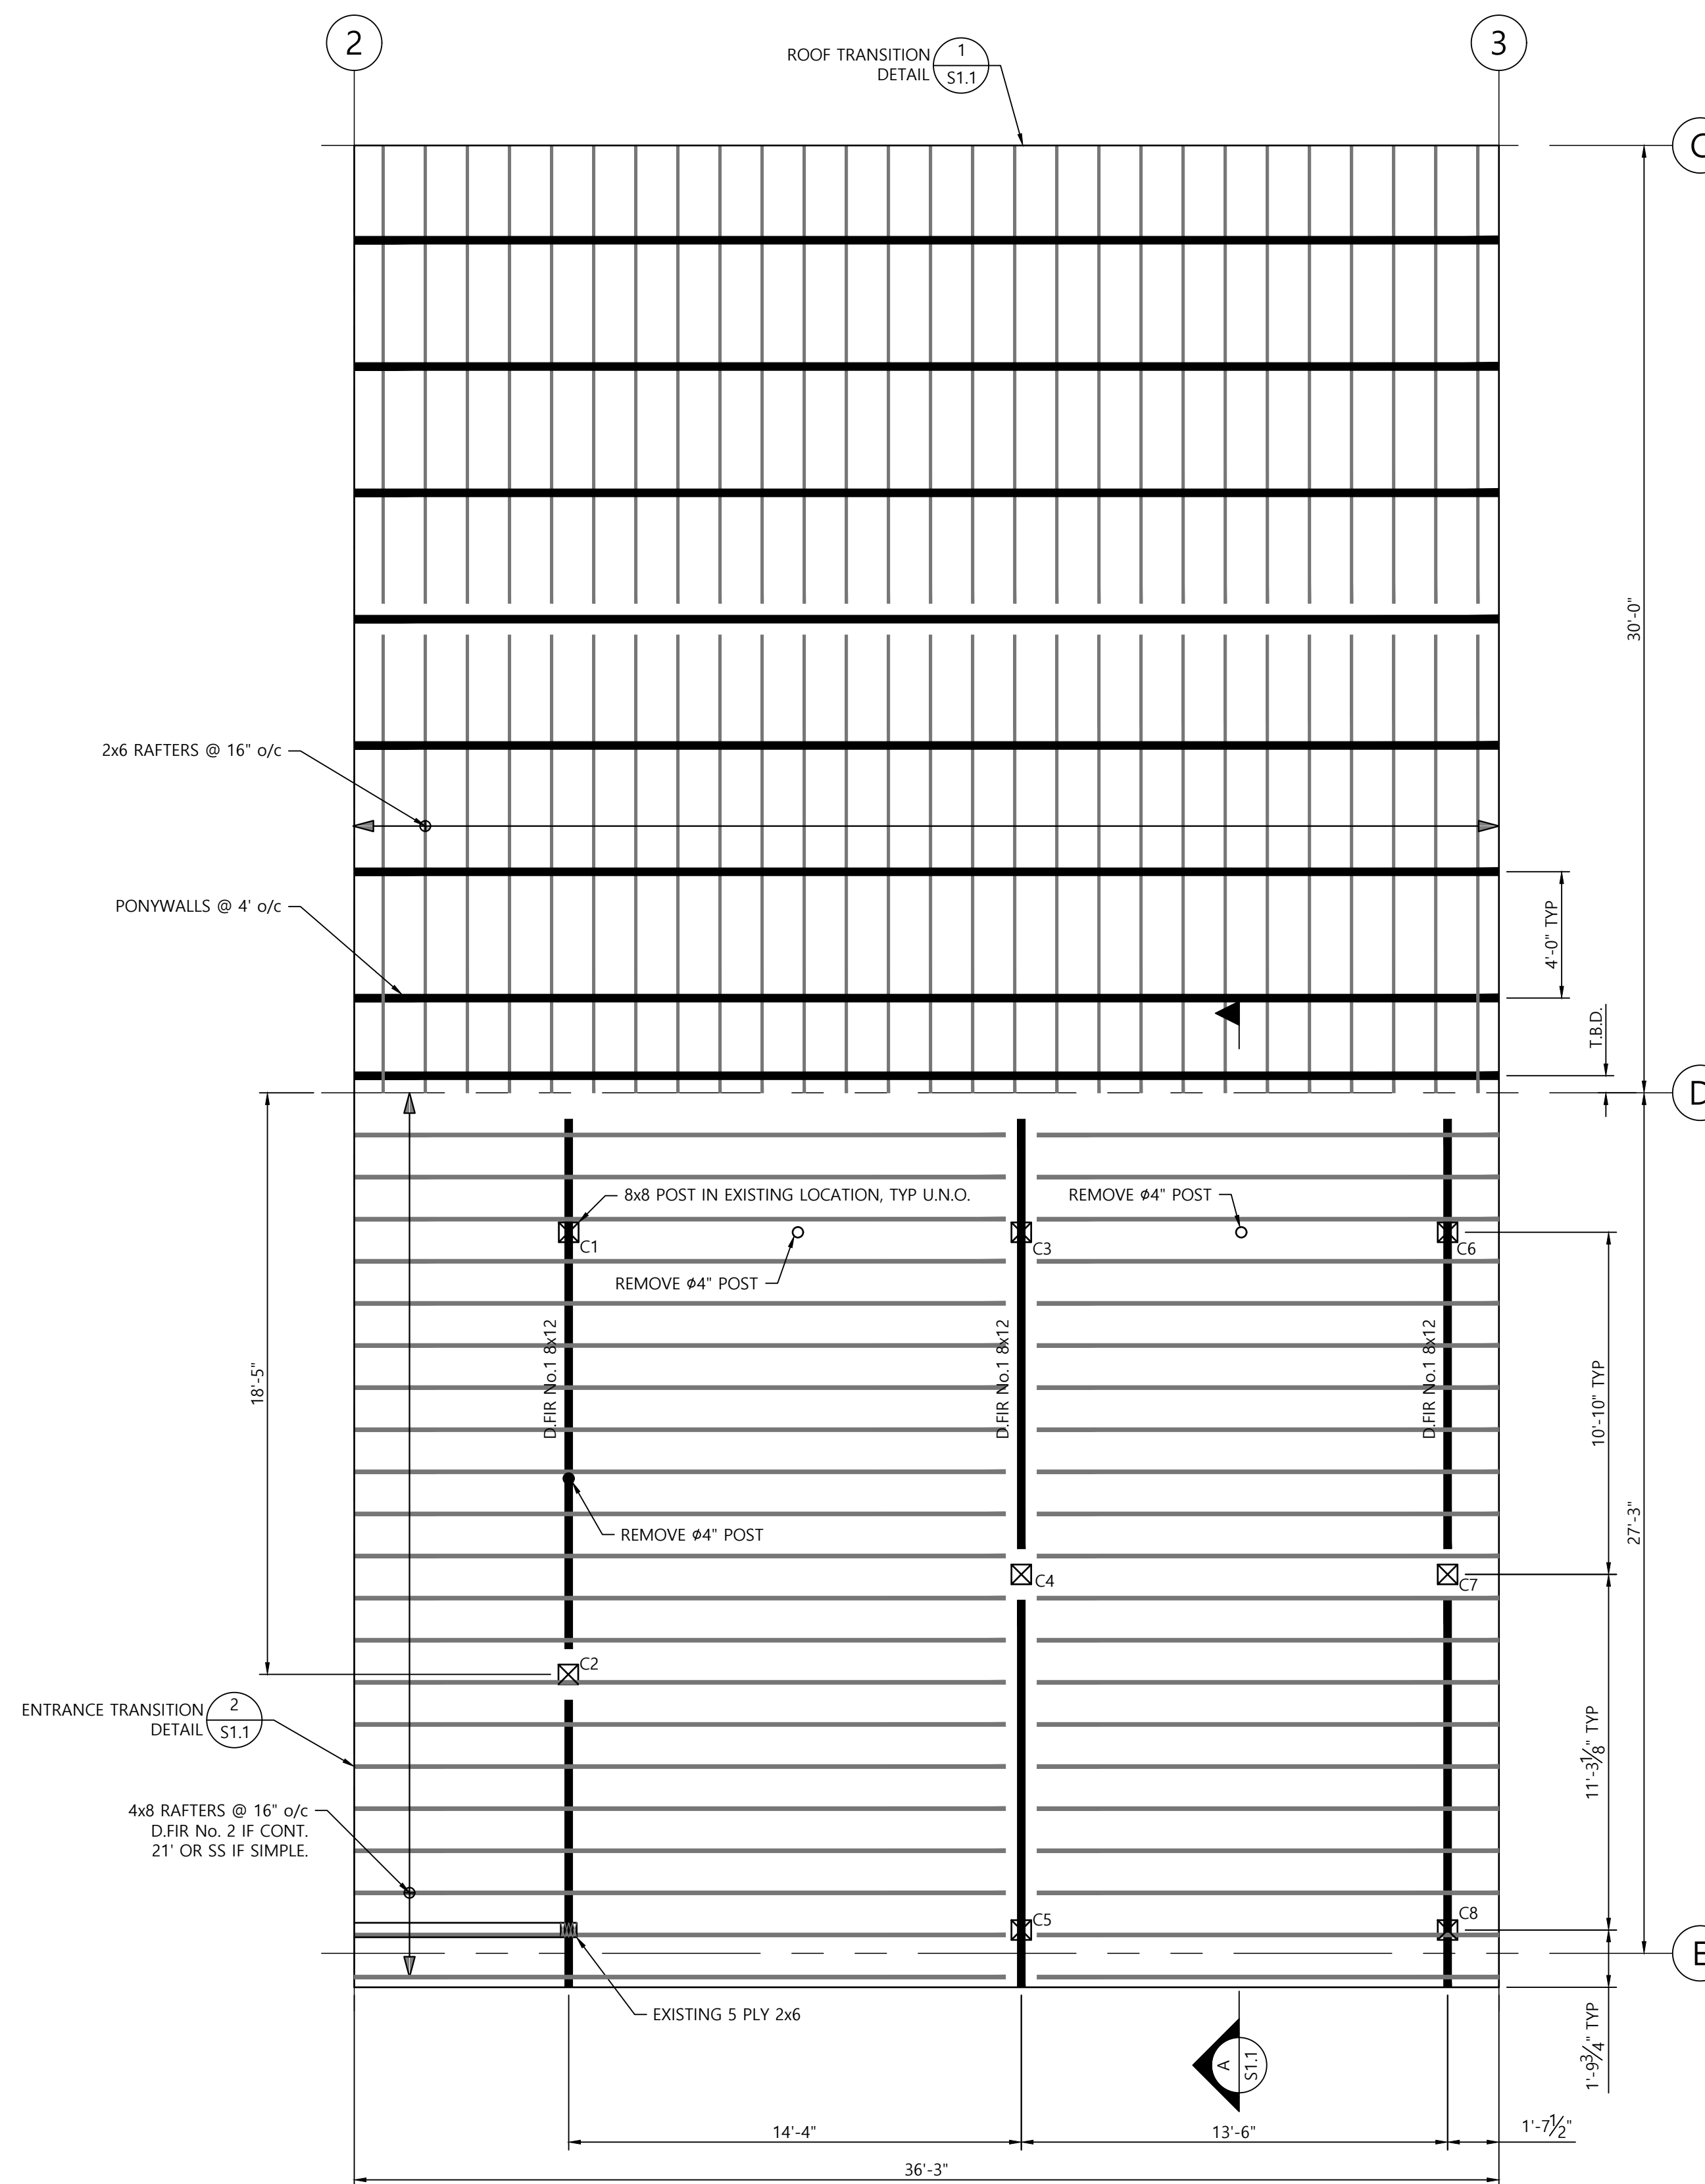 2
3
ROOF TRANSITION
DETAIL
1
S1.1
C
30'-0"
2x6 RAFTERS @ 16" o/c
PONYWALLS @ 4' o/c
4'-0" TYP
T.B.D.
D
8x8 POST IN EXISTING LOCATION, TYP U.N.O.
REMOVE ⌀4" POST
C1
C3
C6
REMOVE ⌀4" POST
D.FIR No.1 8x12
D.FIR No.1 8x12
D.FIR No.1 8x12
18'-5"
10'-10" TYP
27'-3"
REMOVE ⌀4" POST
C4
C7
C2
ENTRANCE TRANSITION
DETAIL
2
S1.1
11'-3⅛" TYP
4x8 RAFTERS @ 16" o/c
D.FIR No. 2 IF CONT.
21' OR SS IF SIMPLE.
C5
C8
EXISTING 5 PLY 2x6
A
S1.1
1'-9¾" TYP
14'-4"
13'-6"
1'-7½"
36'-3"